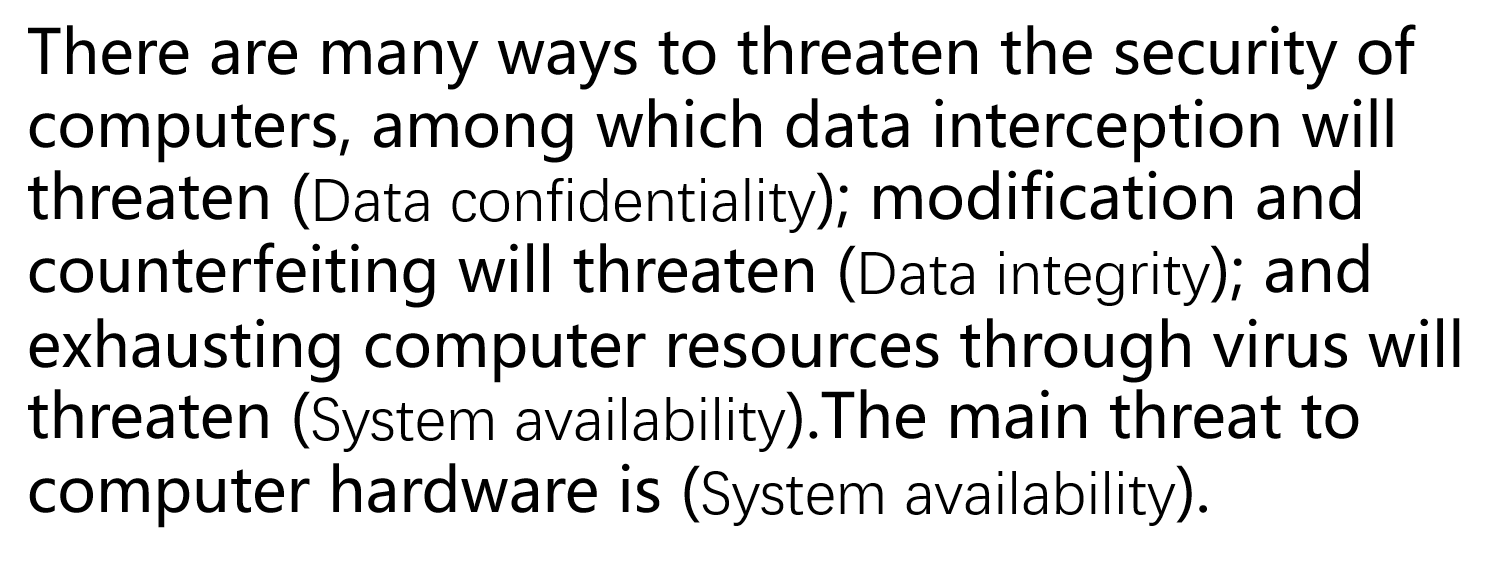 There are many ways to threaten the security of
computers, among which data interception will
threaten (Data confidentiality); modification and
counterfeiting will threaten (Data integrity); and
exhausting computer resources through virus will
threaten (System availability).The main threat to
computer hardware is (System availability).